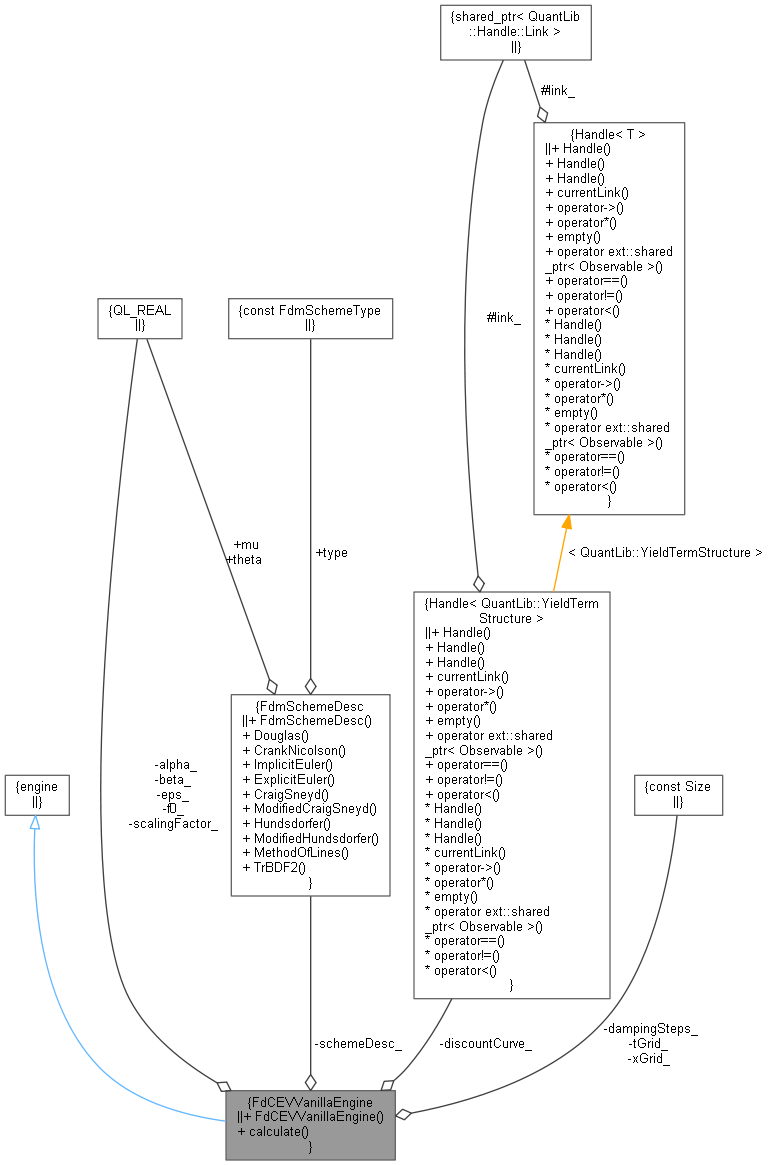 {shared_ptr< QuantLib
::Handle::Link >
||}
#link_
{Handle< T >
||+ Handle()
+ Handle()
+ Handle()
+ currentLink()
+ operator->()
+ operator*()
+ empty()
+ operator ext::shared
_ptr< Observable >()
+ operator==()
+ operator!=()
+ operator<()
* Handle()
* Handle()
* Handle()
* currentLink()
* operator->()
* operator*()
* empty()
* operator ext::shared
_ptr< Observable >()
* operator==()
* operator!=()
* operator<()
}
{QL_REAL
||}
{const FdmSchemeType
||}
#link_
+mu
+theta
+type
< QuantLib::YieldTermStructure >
{Handle< QuantLib::YieldTerm
Structure >
||+ Handle()
+ Handle()
+ Handle()
+ currentLink()
+ operator->()
+ operator*()
+ empty()
+ operator ext::shared
_ptr< Observable >()
+ operator==()
+ operator!=()
+ operator<()
* Handle()
* Handle()
* Handle()
* currentLink()
* operator->()
* operator*()
* empty()
* operator ext::shared
_ptr< Observable >()
* operator==()
* operator!=()
* operator<()
}
{FdmSchemeDesc
||+ FdmSchemeDesc()
+ Douglas()
+ CrankNicolson()
+ ImplicitEuler()
+ ExplicitEuler()
+ CraigSneyd()
+ ModifiedCraigSneyd()
+ Hundsdorfer()
+ ModifiedHundsdorfer()
+ MethodOfLines()
+ TrBDF2()
}
{engine
||}
-alpha_
-beta_
-eps_
-f0_
-scalingFactor_
{const Size
||}
-schemeDesc_
-discountCurve_
-dampingSteps_
-tGrid_
-xGrid_
{FdCEVVanillaEngine
||+ FdCEVVanillaEngine()
+ calculate()
}